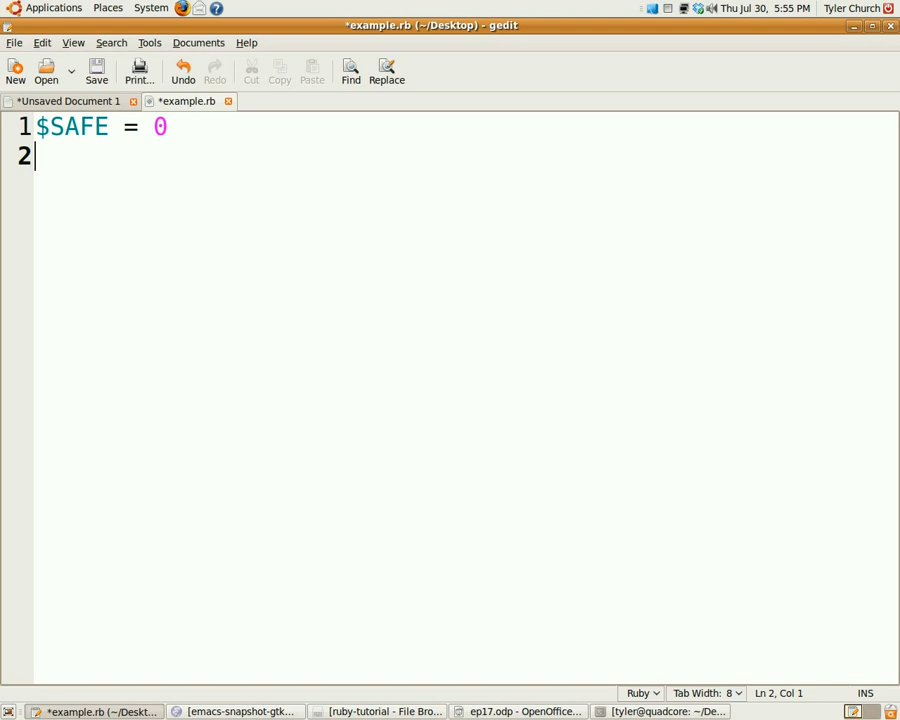 Applications Places System Thu Jul 30, 5:55 PM Tyler Church
*example.rb (~/Desktop) - gedit
File Edit View Search Tools Documents Help
New Open Save Print... Undo Redo Cut Copy Paste Find Replace
*Unsaved Document 1 *example.rb
1 $SAFE = 0
2
Ruby Tab Width: 8 Ln 2, Col 1 INS
*example.rb (~/Deskt... [emacs-snapshot-gtk... [ruby-tutorial - File Bro... ep17.odp - OpenOffice... [tyler@quadcore: ~/De...